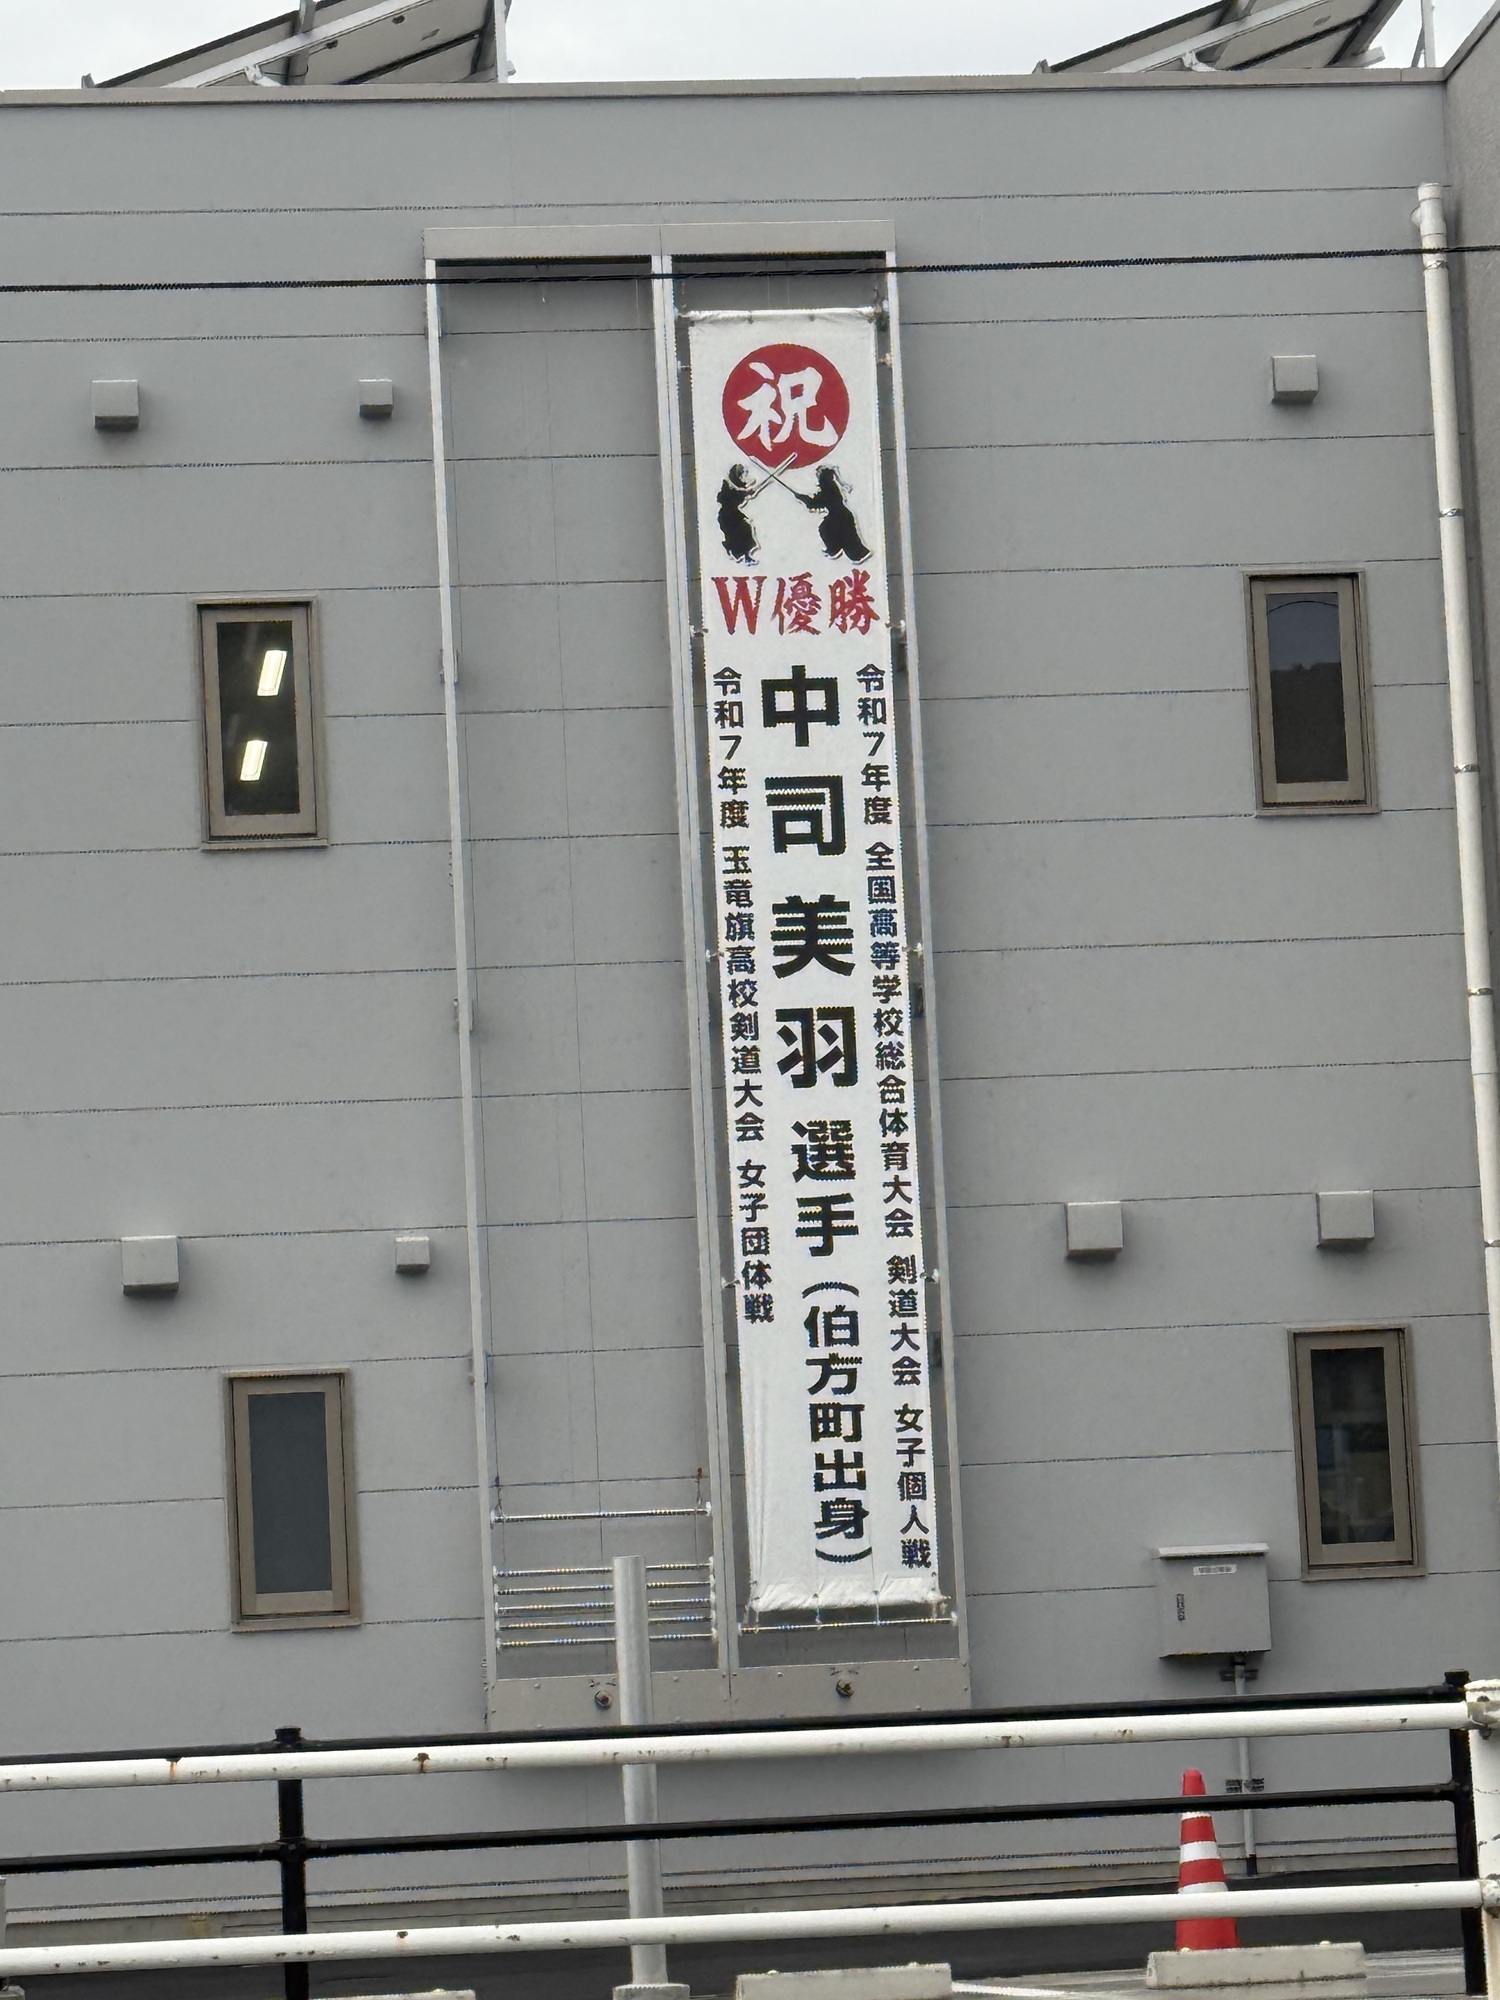 祝
W優勝
令和7年度 全国高等学校総合体育大会 剣道大会 女子個人戦
中司美羽選手（伯方町出身）
令和7年度 玉竜旗高校剣道大会 女子団体戦